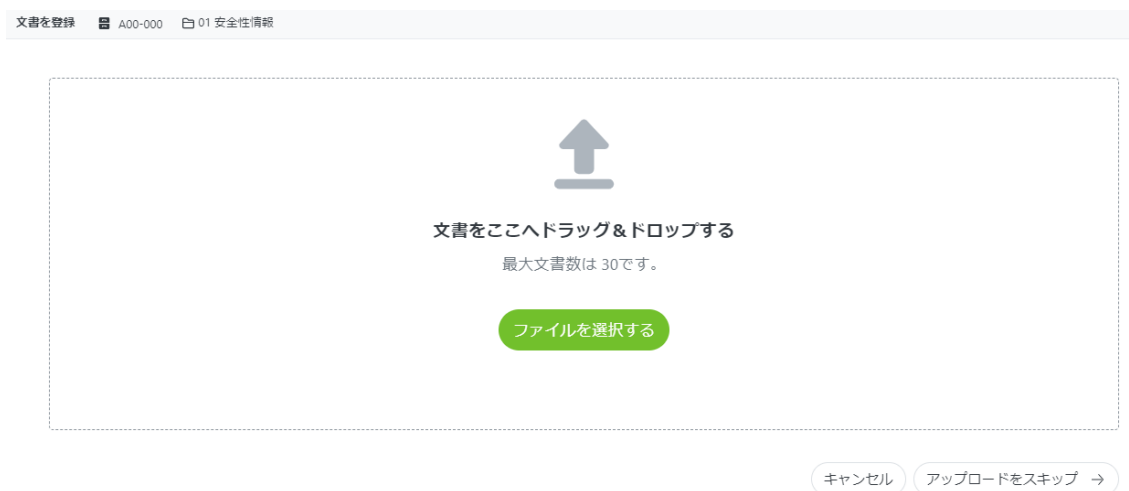 文書を登録 A00-000 01 安全性情報
文書をここへドラッグ&ドロップする
最大文書数は 30です。
ファイルを選択する
キャンセル アップロードをスキップ →